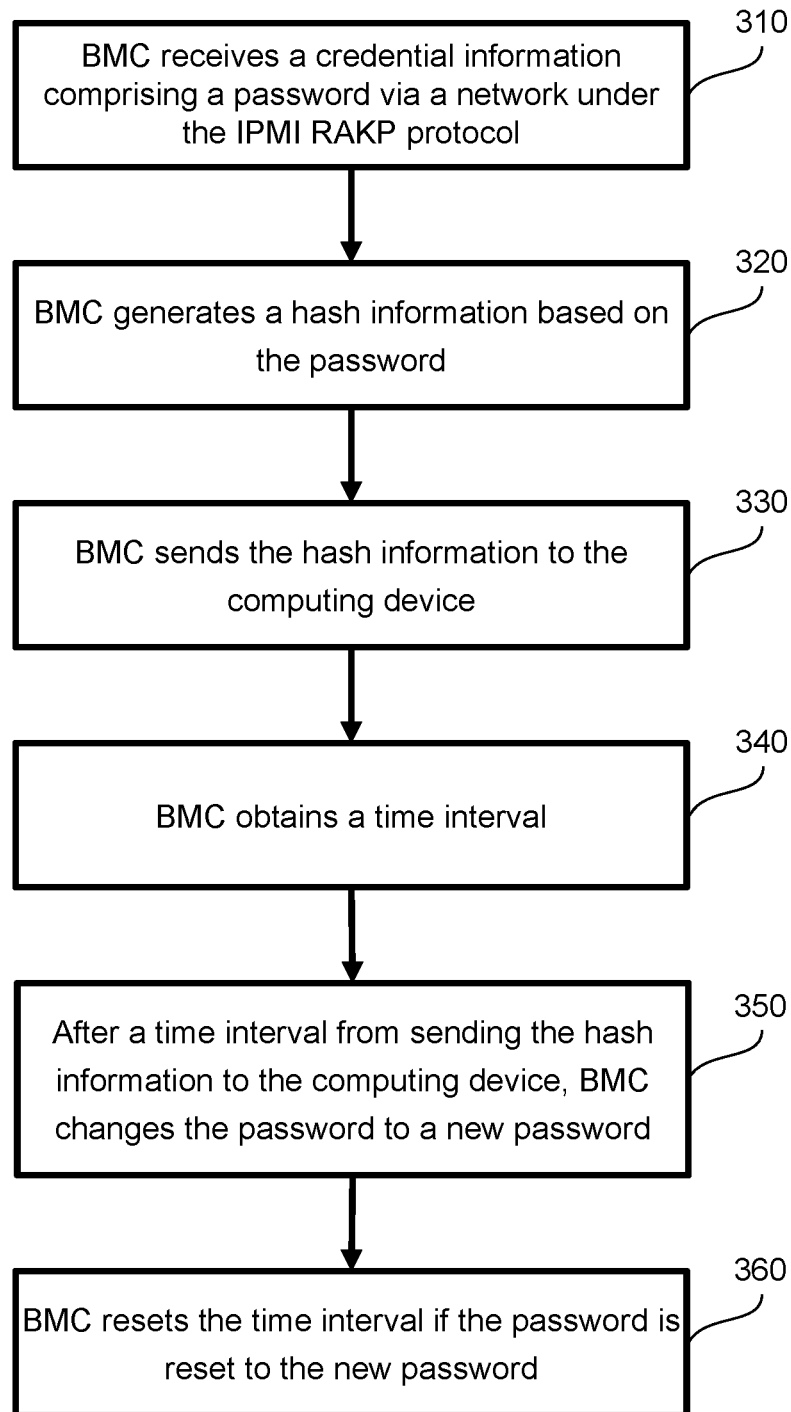 310
BMC receives a credential information
comprising a password via a network under
the IPMI RAKP protocol
320
BMC generates a hash information based on
the password
330
BMC sends the hash information to the
computing device
340
BMC obtains a time interval
350
After a time interval from sending the hash
information to the computing device, BMC
changes the password to a new password
360
BMC resets the time interval if the password is
reset to the new password